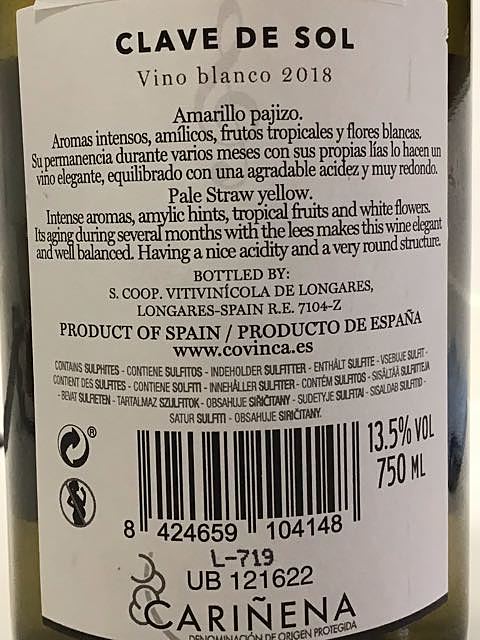 CLAVE DE SOL
Vino blanco 2018
Amarillo pajizo.
Aromas intensos, amílicos, frutos tropicales y flores blancas.
Su permanencia durante varios meses con sus propias lías lo hacen un
vino elegante, equilibrado con una agradable acidez y muy redondo.
Pale Straw yellow.
Intense aromas, amylic hints, tropical fruits and white flowers.
Its aging during several months with the lees makes this wine elegant
and well balanced. Having a nice acidity and a very round structure.
BOTTLED BY:
S. COOP. VITIVINÍCOLA DE LONGARES,
LONGARES-SPAIN R.E. 7104-Z
PRODUCT OF SPAIN / PRODUCTO DE ESPAÑA
www.covinca.es
CONTAINS SULPHITES - CONTIENE SULFITOS - INDEHOLDER SULFITTER - ENTHÄLT SULFITE - VSEBUJE SULFIT -
CONTIENT DES SULFITES - CONTIENE SOLFITI - INNEHÅLLER SULFITER - CONTÉM SULFITOS - SISÄLTÄÄ SULFIITTEJA
- BEVAT SULFIETEN - TARTALMAZ SZULFITOK - OBSAHUJE SIŘIČITANY - SUDETYJE SULFITAI - SISALDAB SULFITID -
SATUR SULFITI - OBSAHUJE SIRIČITANY.
13.5% VOL
750 ML
8 424659 104148
L-719
UB 121622
CARIÑENA
DENOMINACIÓN DE ORIGEN PROTEGIDA